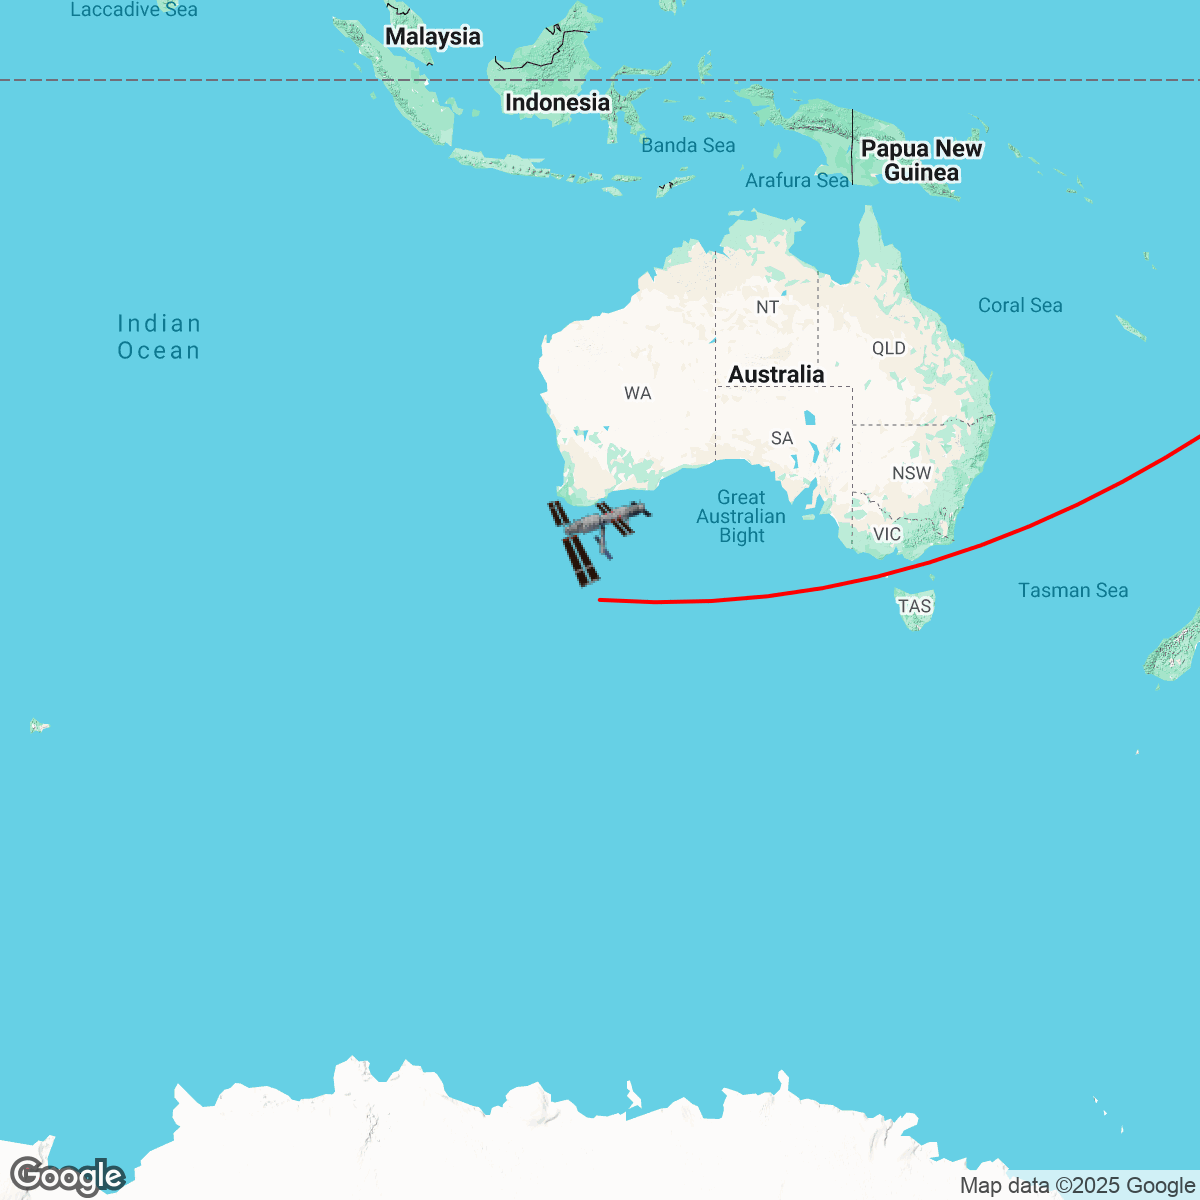 Laccadive Sea
Malaysia
Indonesia
Banda Sea
Papua New
Guinea
Arafura Sea
Indian
Ocean
NT
Coral Sea
QLD
Australia
WA
SA
NSW
Great
Australian
Bight
VIC
TAS
Tasman Sea
Google
Map data ©2025 Google